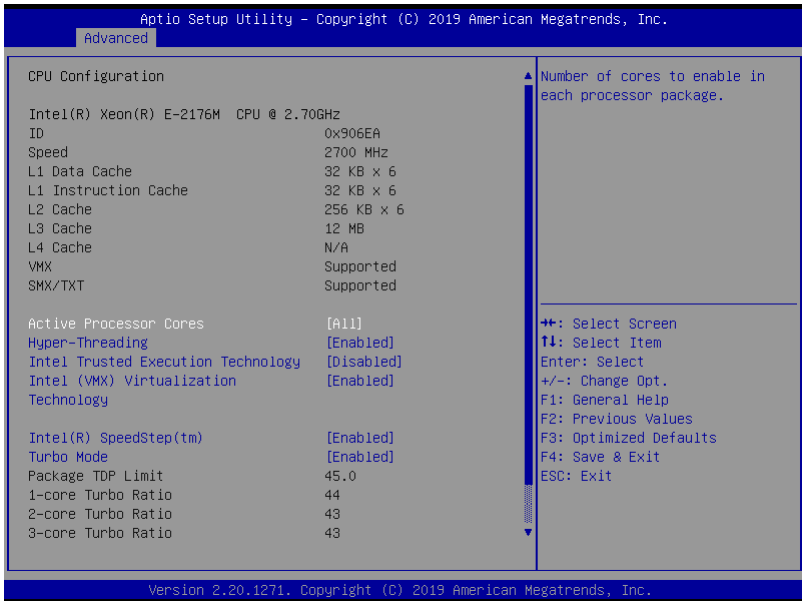 Aptio Setup Utility – Copyright (C) 2019 American Megatrends, Inc.
Advanced
CPU Configuration
Intel(R) Xeon(R) E-2176M CPU @ 2.70GHz
ID 0x906EA
Speed 2700 MHz
L1 Data Cache 32 KB x 6
L1 Instruction Cache 32 KB x 6
L2 Cache 256 KB x 6
L3 Cache 12 MB
L4 Cache N/A
VMX Supported
SMX/TXT Supported
Active Processor Cores [All]
Hyper-Threading [Enabled]
Intel Trusted Execution Technology [Disabled]
Intel (VMX) Virtualization [Enabled]
Technology
Intel(R) SpeedStep(tm) [Enabled]
Turbo Mode [Enabled]
Package TDP Limit 45.0
1-core Turbo Ratio 44
2-core Turbo Ratio 43
3-core Turbo Ratio 43
Number of cores to enable in
each processor package.
→←: Select Screen
↑↓: Select Item
Enter: Select
+/-: Change Opt.
F1: General Help
F2: Previous Values
F3: Optimized Defaults
F4: Save & Exit
ESC: Exit
Version 2.20.1271. Copyright (C) 2019 American Megatrends, Inc.